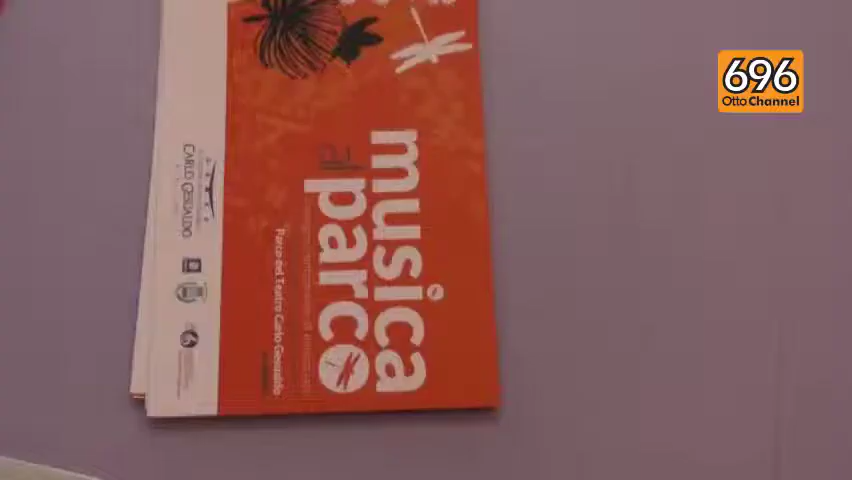 musica
al
parco
Parco del Teatro Carlo Gesualdo
CARLO GESUALDO
696
Otto Channel